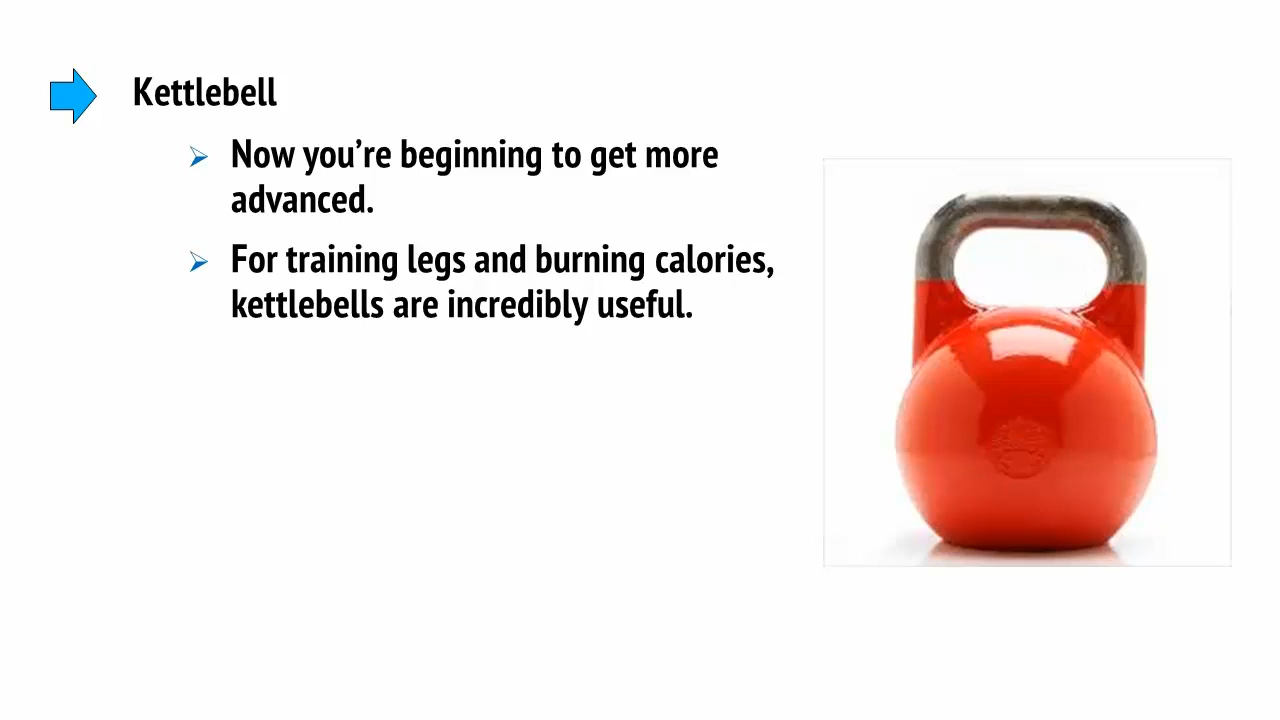 Kettlebell
Now you’re beginning to get more
advanced.
For training legs and burning calories,
kettlebells are incredibly useful.